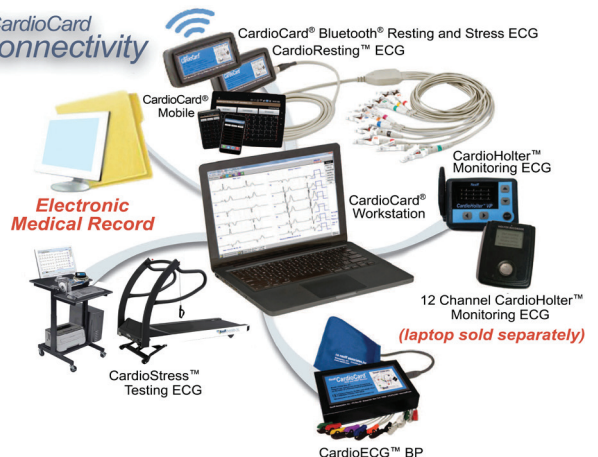 CardioCard
Connectivity
CardioCard® Bluetooth® Resting and Stress ECG
CardioResting™ ECG
CardioCard®
Mobile
CardioHolter™
Monitoring ECG
CardioCard®
Workstation
Electronic
Medical Record
12 Channel CardioHolter™
Monitoring ECG
(laptop sold separately)
CardioStress™
Testing ECG
CardioCard
CardioECG™ BP